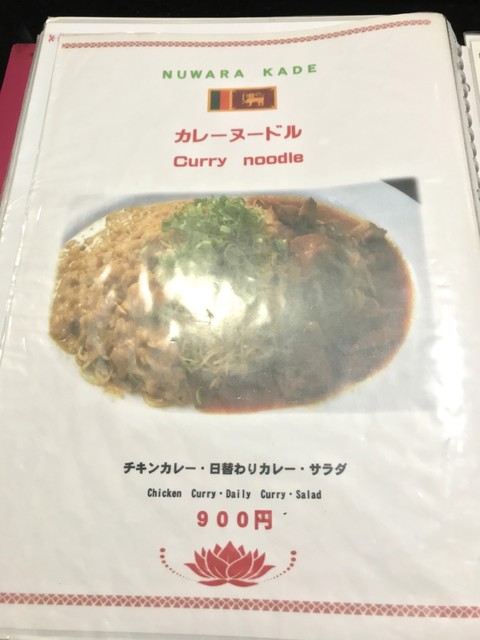 NUWARA KADE
カレーヌードル
Curry noodle
チキンカレー・日替わりカレー・サラダ
Chicken Curry・Daily Curry・Salad
900円